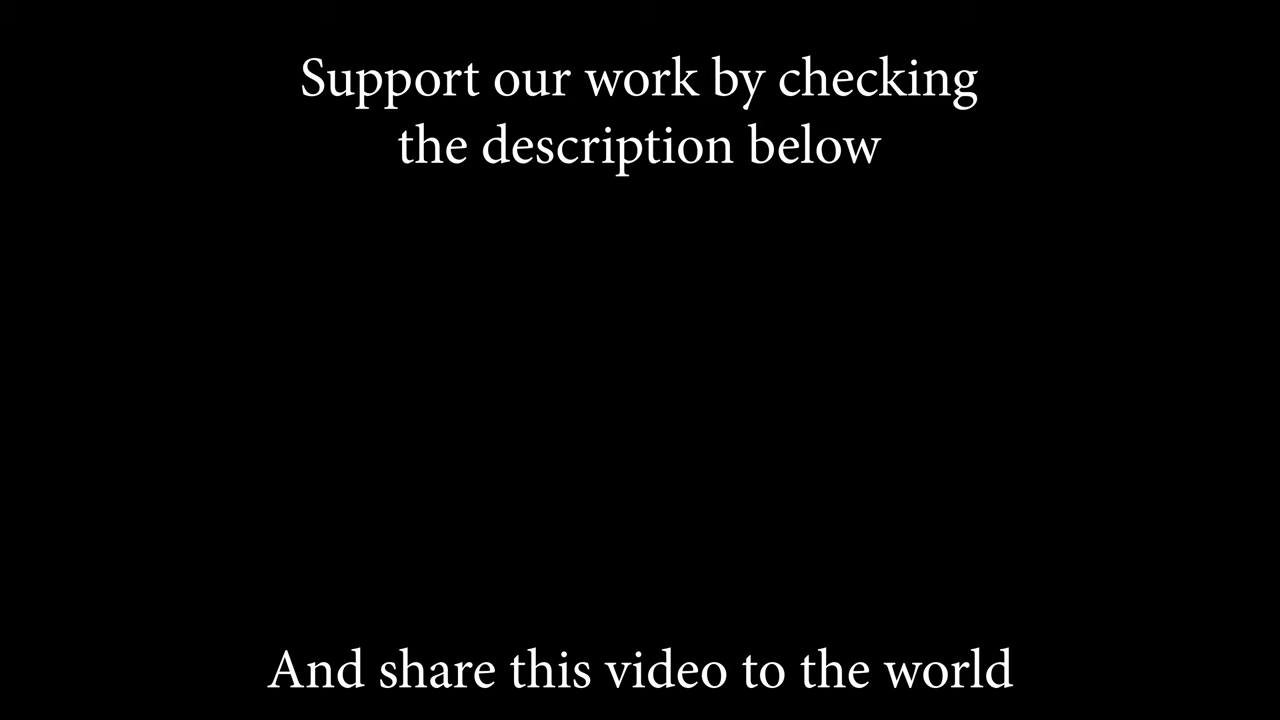 Support our work by checking
the description below
And share this video to the world